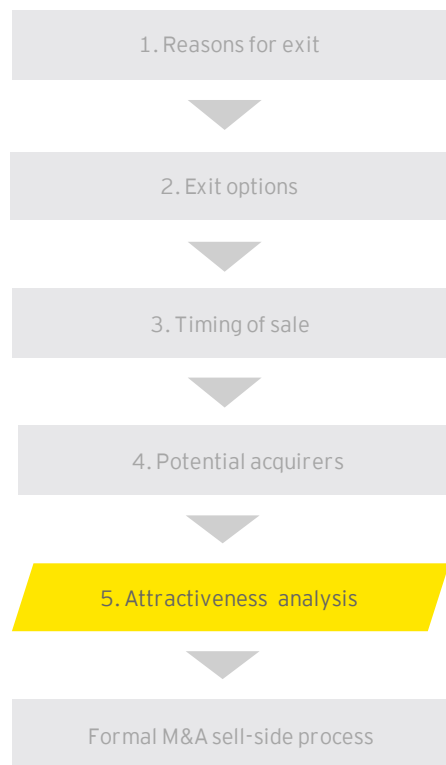 1. Reasons for exit
2. Exit options
3. Timing of sale
4. Potential acquirers
5. Attractiveness analysis
Formal M&A sell-side process